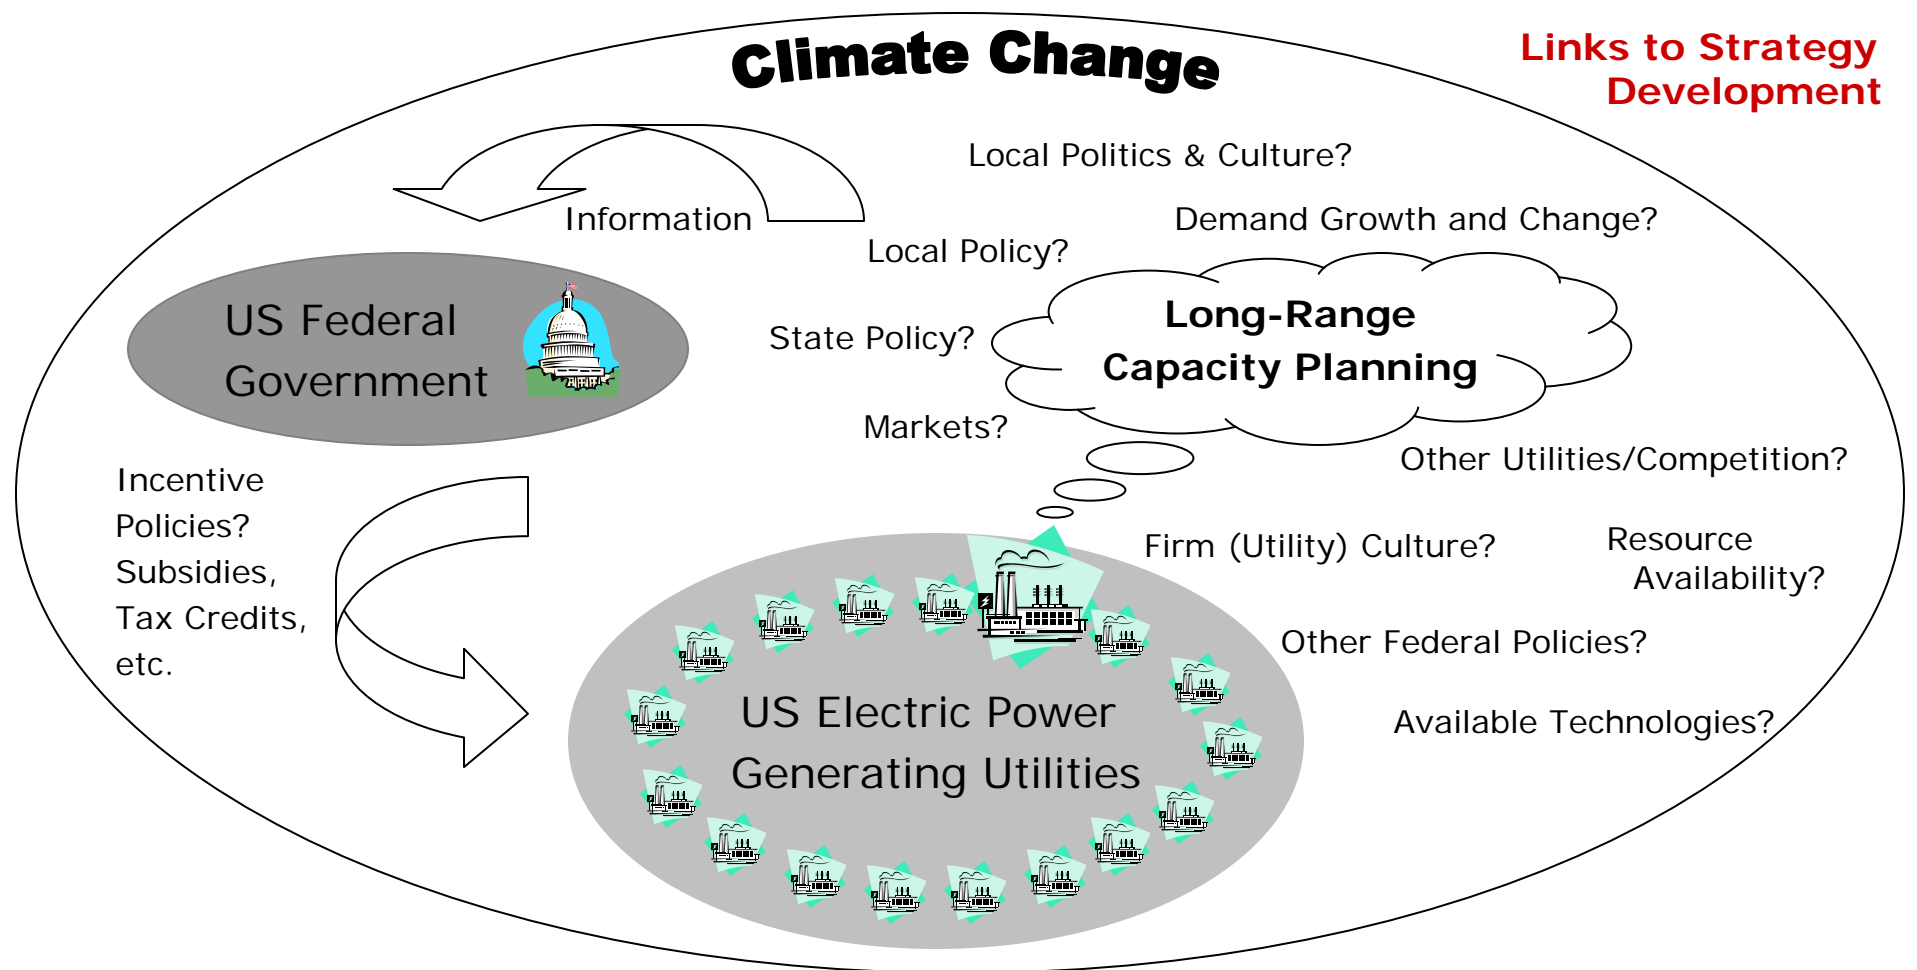 Climate Change
Links to Strategy
Development
Local Politics & Culture?
Information
Demand Growth and Change?
Local Policy?
US Federal
Government
State Policy?
Long-Range
Capacity Planning
Markets?
Other Utilities/Competition?
Incentive
Policies?
Subsidies,
Tax Credits,
etc.
Firm (Utility) Culture?
Resource
Availability?
Other Federal Policies?
Available Technologies?
US Electric Power
Generating Utilities